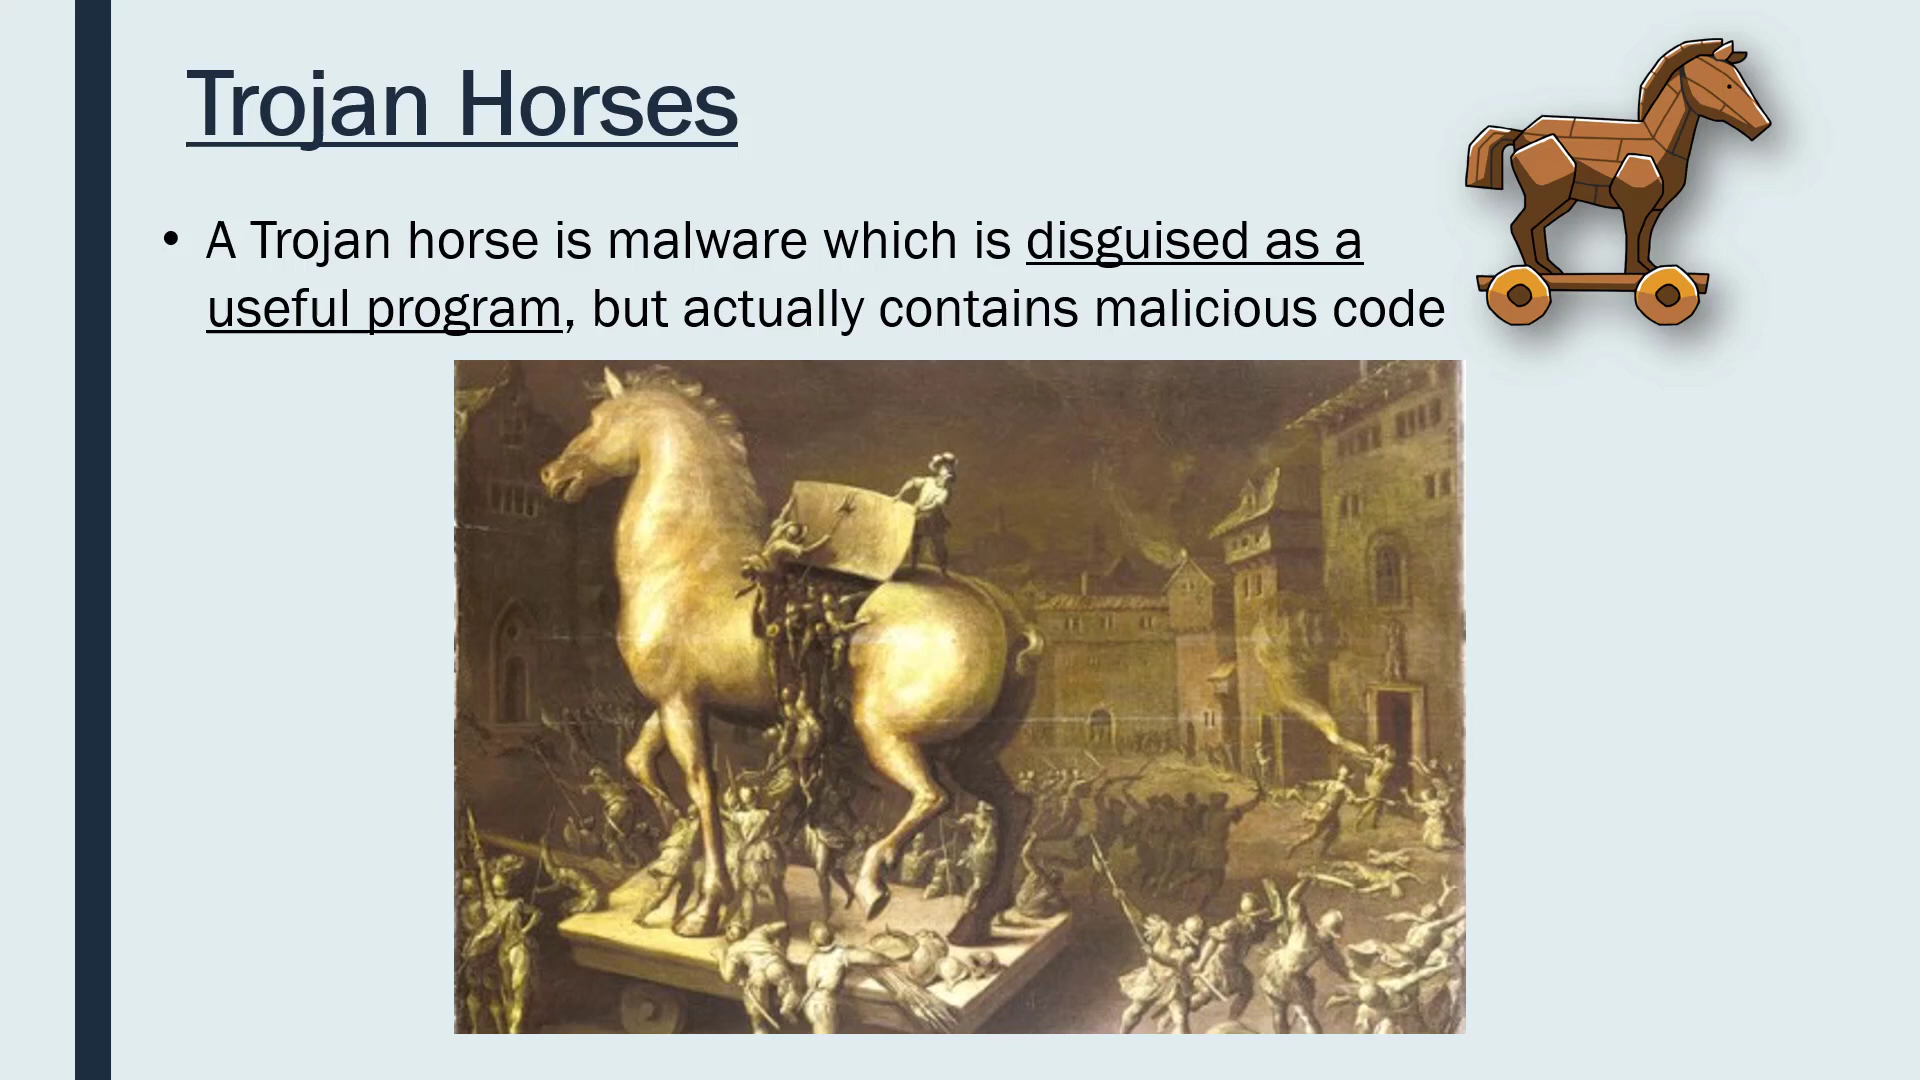 Trojan Horses
• A Trojan horse is malware which is disguised as a
useful program, but actually contains malicious code